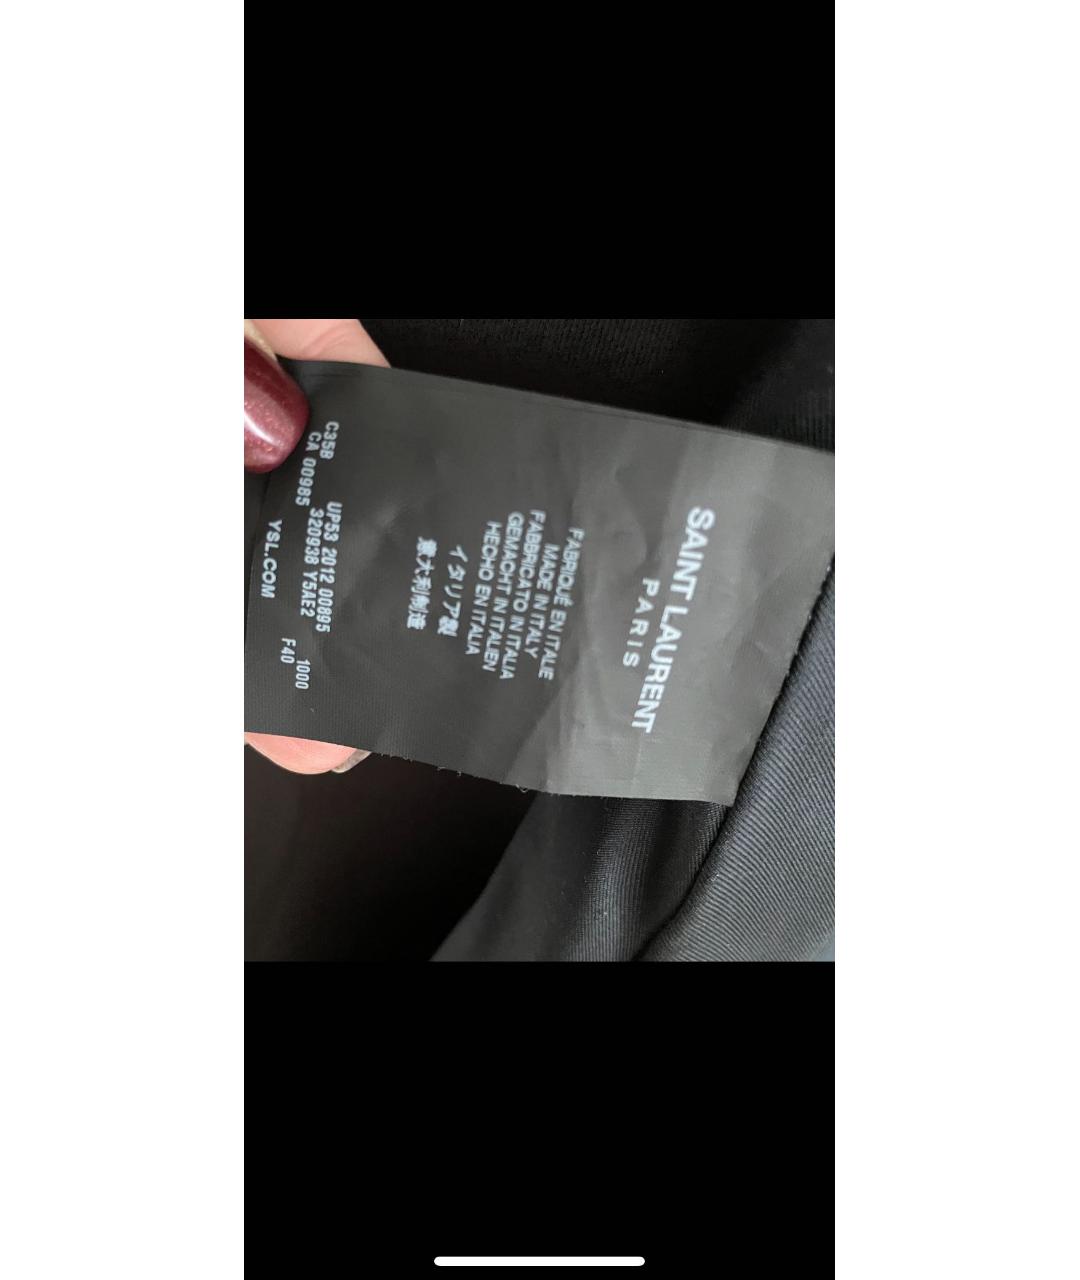 SAINT LAURENT
PARIS
FABRIQUÉ EN ITALIE
MADE IN ITALY
FABBRICATO IN ITALIA
GEMACHT IN ITALIEN
HECHO EN ITALIA
イタリア製
意大利制造
C35B UP53 2012 00895 1000
CA 00985 320938 Y5AE2 F40
YSL.COM